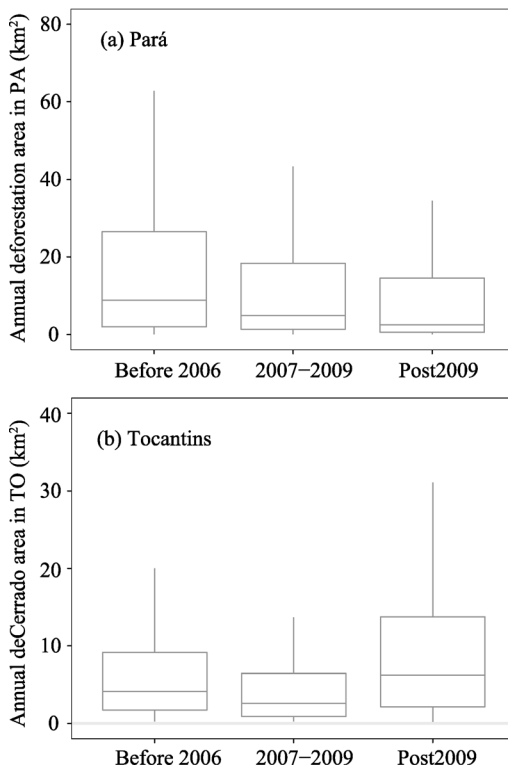 (a) Pará
Annual deforestation area in PA (km²)
80
60
40
20
0
Before 2006 2007–2009 Post2009
(b) Tocantins
Annual deCerrado area in TO (km²)
40
30
20
10
0
Before 2006 2007–2009 Post2009